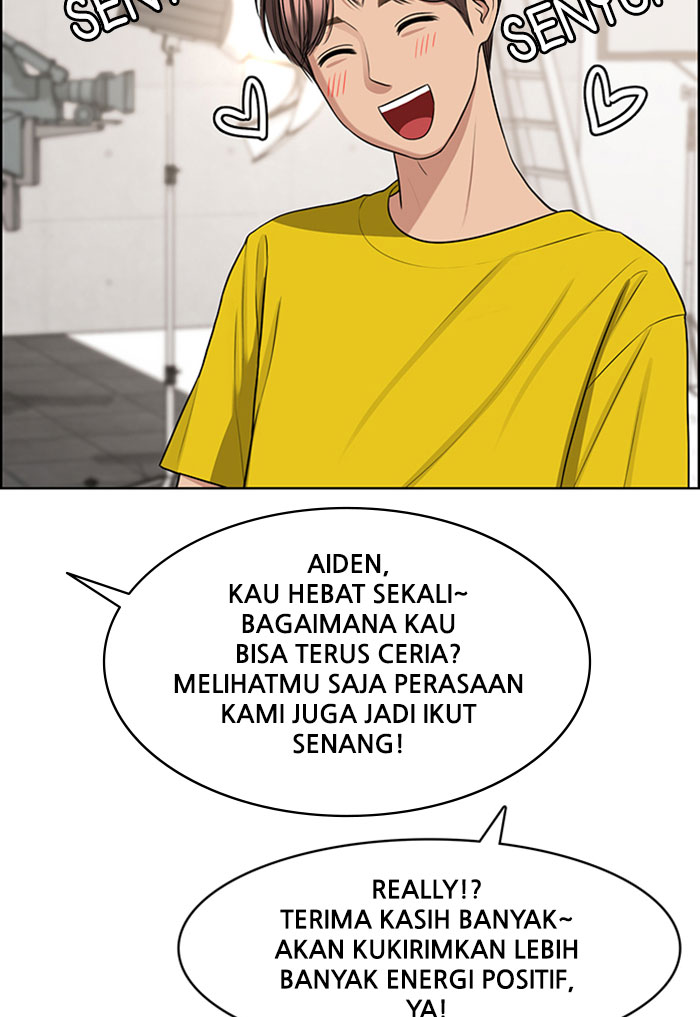 AIDEN,
KAU HEBAT SEKALI~
BAGAIMANA KAU
BISA TERUS CERIA?
MELIHATMU SAJA PERASAAN
KAMI JUGA JADI IKUT
SENANG!
REALLY!?
TERIMA KASIH BANYAK~
AKAN KUKIRIMKAN LEBIH
BANYAK ENERGI POSITIF,
YA!